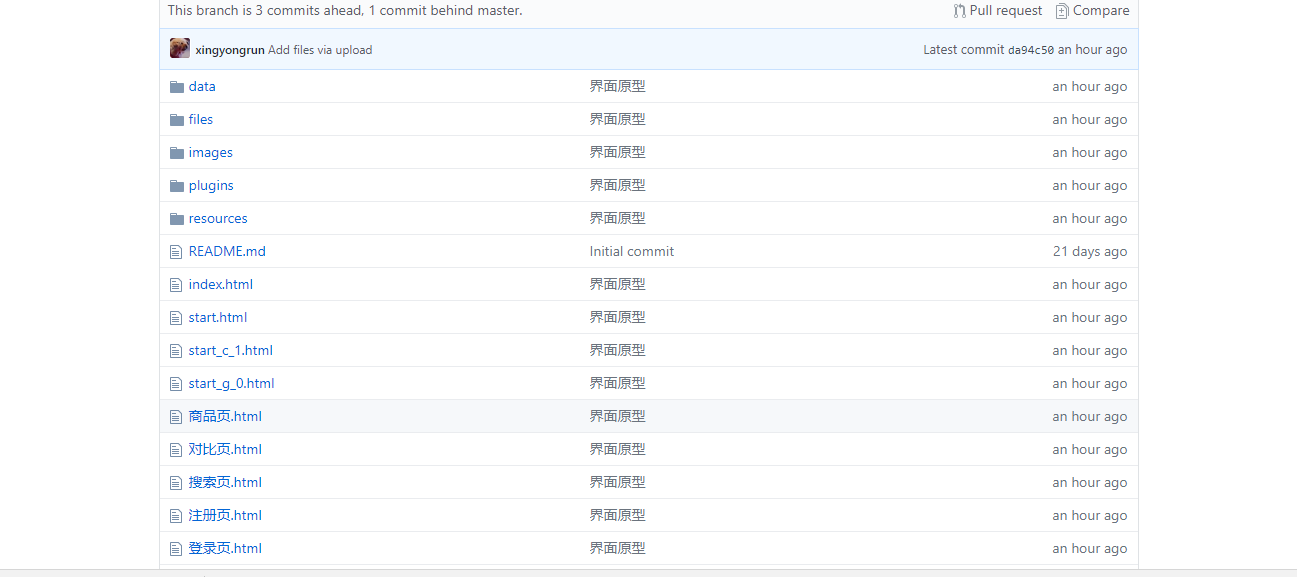 This branch is 3 commits ahead, 1 commit behind master. Pull request Compare
xingyongrun Add files via upload Latest commit da94c50 an hour ago
data 界面原型 an hour ago
files 界面原型 an hour ago
images 界面原型 an hour ago
plugins 界面原型 an hour ago
resources 界面原型 an hour ago
README.md Initial commit 21 days ago
index.html 界面原型 an hour ago
start.html 界面原型 an hour ago
start_c_1.html 界面原型 an hour ago
start_g_0.html 界面原型 an hour ago
商品页.html 界面原型 an hour ago
对比页.html 界面原型 an hour ago
搜索页.html 界面原型 an hour ago
注册页.html 界面原型 an hour ago
登录页.html 界面原型 an hour ago